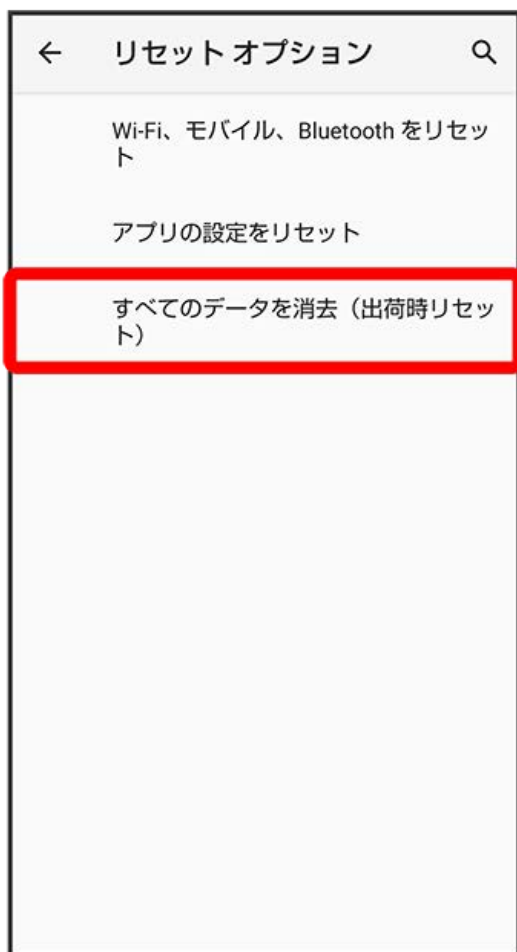 リセット オプション
Wi-Fi、モバイル、Bluetooth をリセッ
ト
アプリの設定をリセット
すべてのデータを消去（出荷時リセッ
ト）